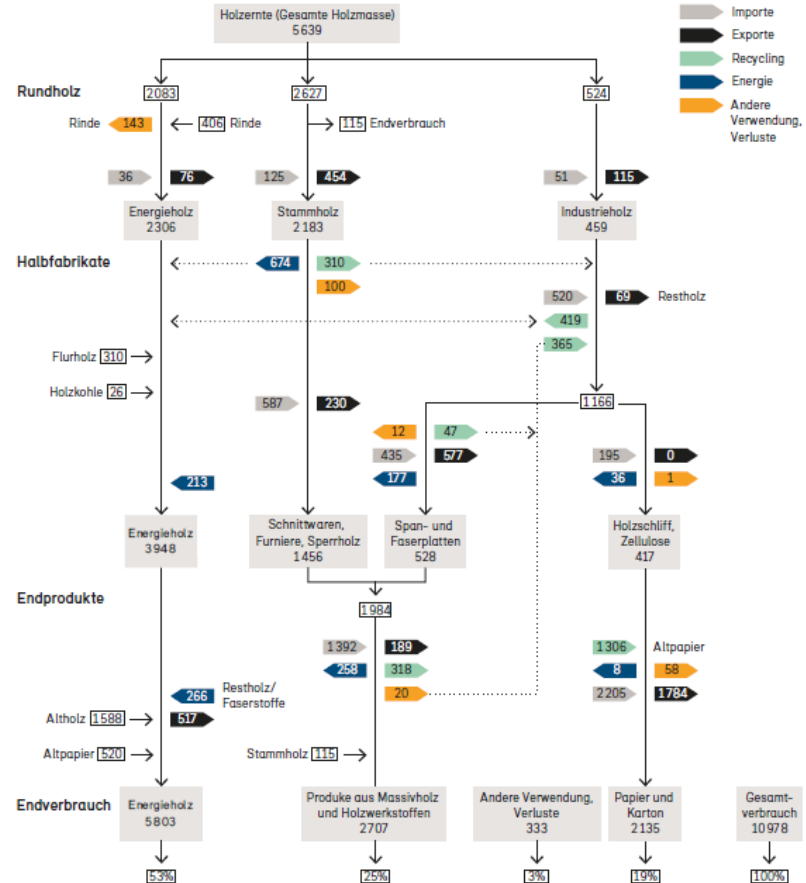 Holzernte (Gesamte Holzmasse)
5639
Importe
Exporte
Recycling
Energie
Andere
Verwendung,
Verluste
Rundholz
2083
2627
524
Rinde 143
406 Rinde
115 Endverbrauch
36 76
125 454
51 115
Energieholz
2306
Stammholz
2183
Industrieholz
459
Halbfabrikate
674 310
100
520 69 Restholz
419
365
Flurholz 310
Holzkohle 26
587 230
1166
12 47
435 577
177
195 0
36 1
213
Energieholz
3948
Schnittwaren,
Furniere, Sperrholz
1456
Span- und
Faserplatten
528
Holzschliff,
Zellulose
417
Endprodukte
1984
1392 189
258 318
20
1306 Altpapier
8 58
2205 1784
266 Restholz/
Faserstoffe
Altholz 1588 517
Altpapier 520
Stammholz 115
Endverbrauch
Energieholz
5803
Produke aus Massivholz
und Holzwerkstoffen
2707
Andere Verwendung,
Verluste
333
Papier und
Karton
2135
Gesamt-
verbrauch
10978
53%
25%
3%
19%
100%